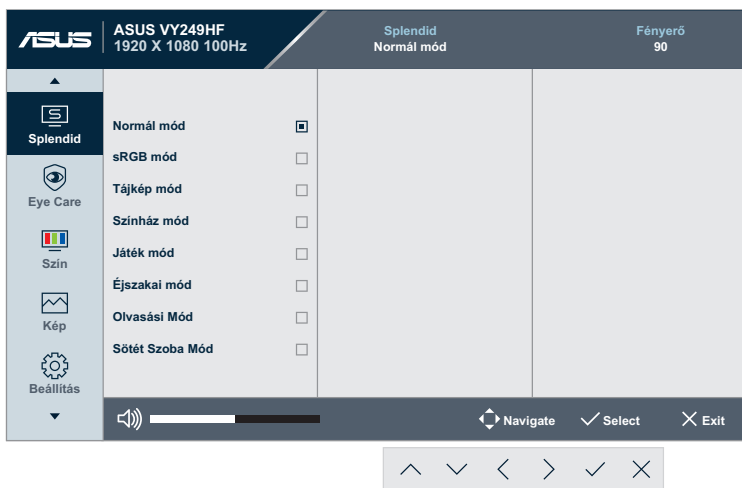 ASUS
ASUS VY249HF
1920 X 1080 100Hz
Splendid
Normál mód
Fényerő
90
Splendid
Eye Care
Szín
Kép
Beállítás
Normál mód
sRGB mód
Tájkép mód
Színház mód
Játék mód
Éjszakai mód
Olvasási Mód
Sötét Szoba Mód
Navigate
Select
Exit